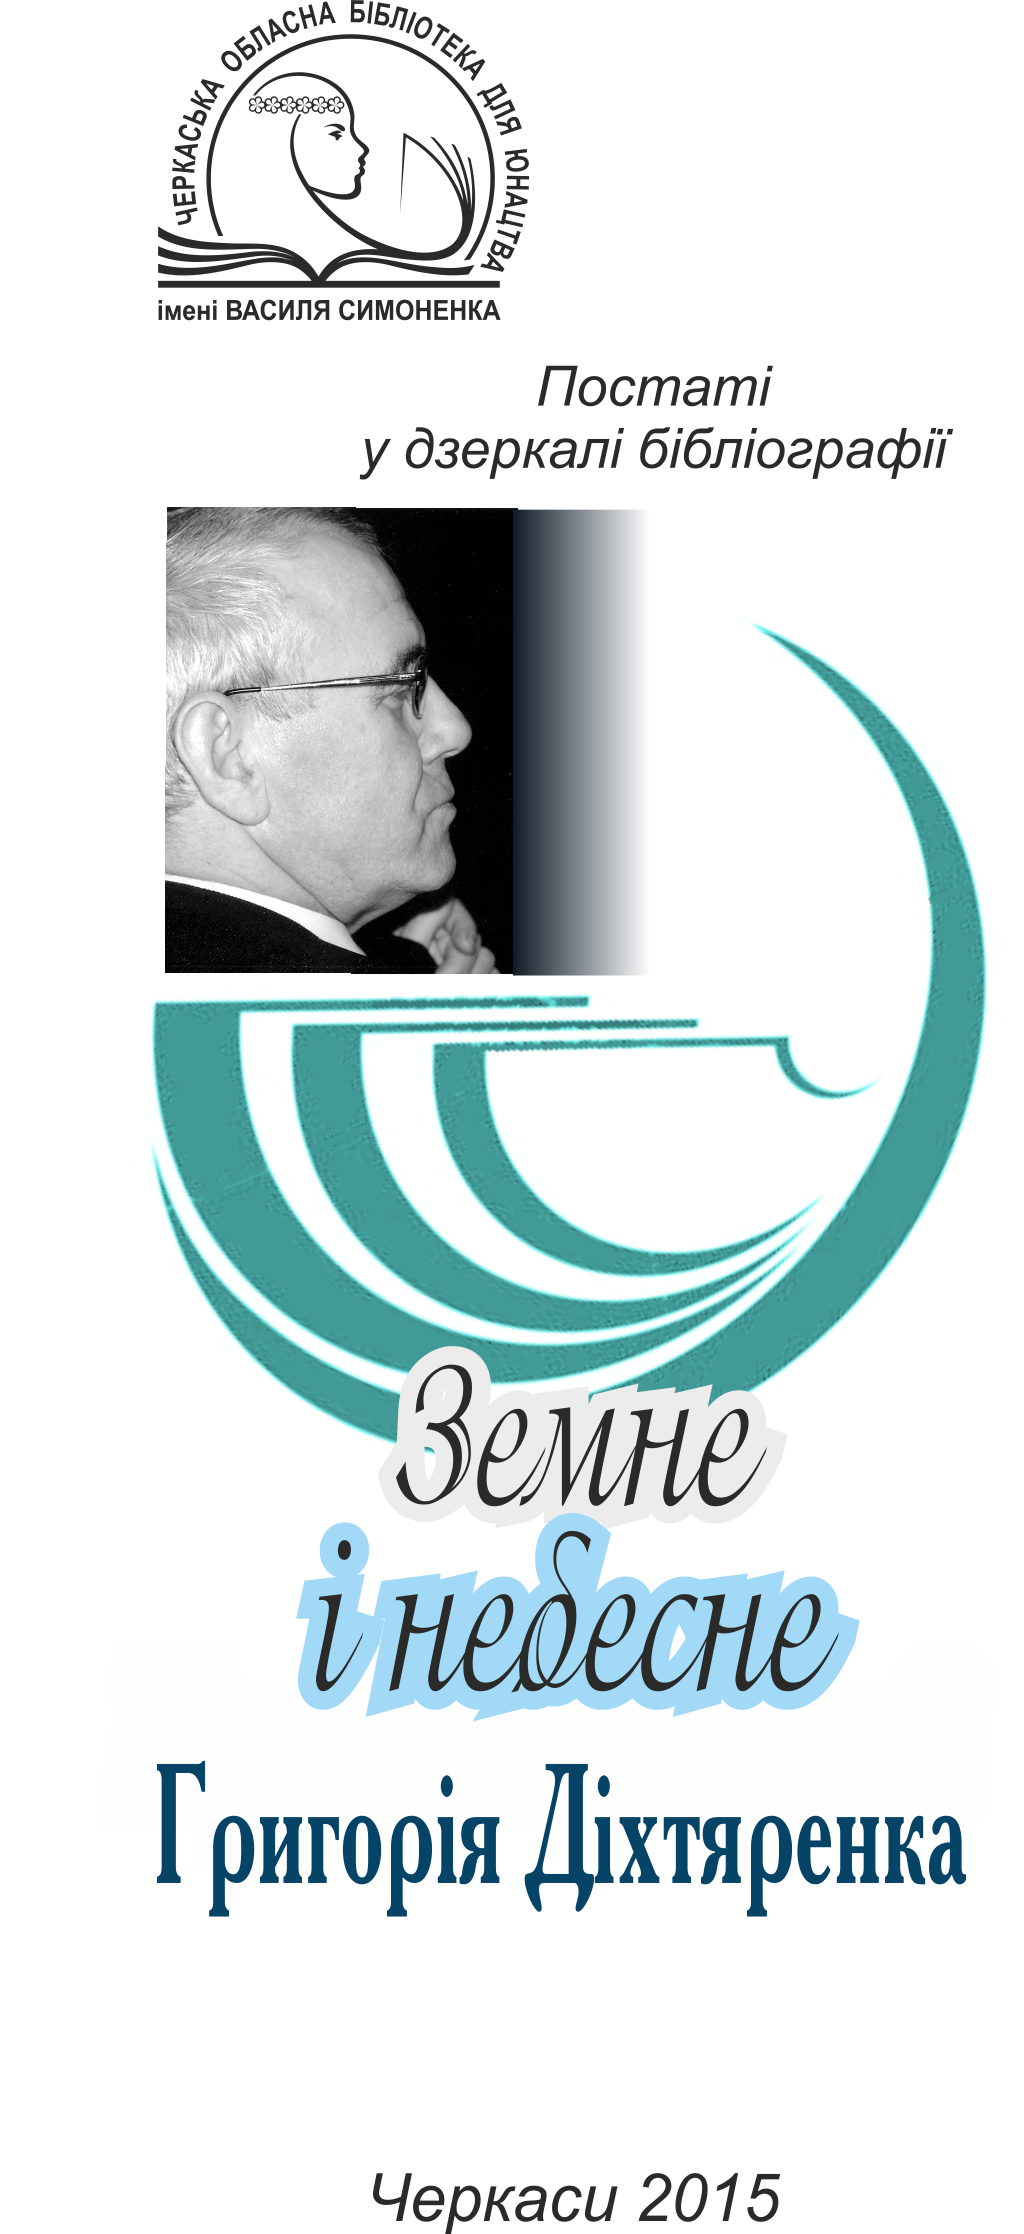 ЧЕРКАСЬКА ОБЛАСНА БІБЛІОТЕКА ДЛЯ ЮНАЦТВА
імені ВАСИЛЯ СИМОНЕНКА
Постаті
у дзеркалі бібліографії
Земне
і небесне
Григорія Діхтяренка
Черкаси 2015